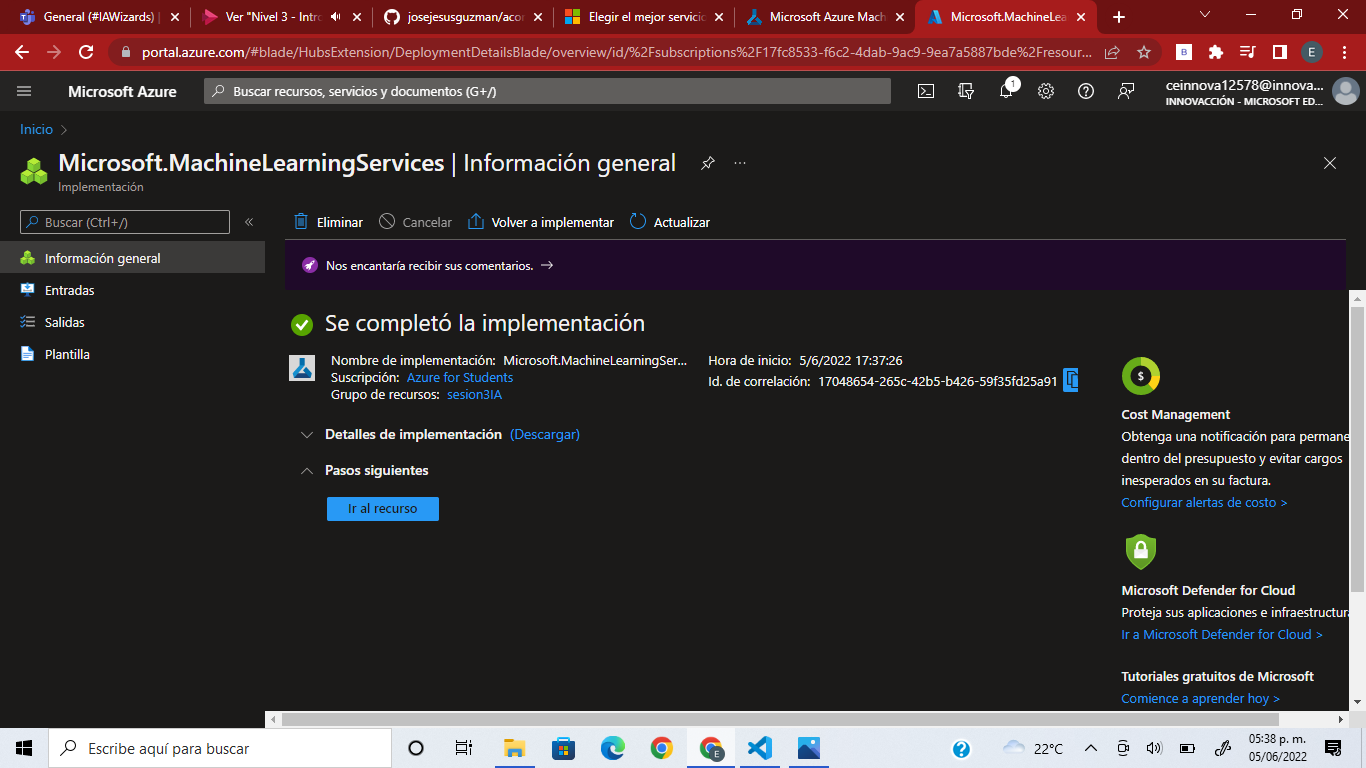 General (#IAWizards) |
Ver "Nivel 3 - Intro
josejesusguzman/acor
Elegir el mejor servicio
Microsoft Azure Mach
Microsoft.MachineLea
portal.azure.com/#blade/HubsExtension/DeploymentDetailsBlade/overview/id/%2Fsubscriptions%2F17fc8533-f6c2-4dab-9ac9-9ea7a5887bde%2Fresour...
B
E
Microsoft Azure
Buscar recursos, servicios y documentos (G+/)
1
ceinnova12578@innova...
INNOVACCIÓN - MICROSOFT ED...
Inicio
Microsoft.MachineLearningServices | Información general
Implementación
Buscar (Ctrl+/)
Eliminar
Cancelar
Volver a implementar
Actualizar
Información general
Entradas
Salidas
Plantilla
Nos encantaría recibir sus comentarios.
Se completó la implementación
Nombre de implementación: Microsoft.MachineLearningSer...
Suscripción: Azure for Students
Grupo de recursos: sesion3IA
Hora de inicio: 5/6/2022 17:37:26
Id. de correlación: 17048654-265c-42b5-b426-59f35fd25a91
Detalles de implementación (Descargar)
Pasos siguientes
Ir al recurso
$
Cost Management
Obtenga una notificación para permane
dentro del presupuesto y evitar cargos
inesperados en su factura.
Configurar alertas de costo >
Microsoft Defender for Cloud
Proteja sus aplicaciones e infraestructura
Ir a Microsoft Defender for Cloud >
Tutoriales gratuitos de Microsoft
Comience a aprender hoy >
Escribe aquí para buscar
E
22°C
05:38 p. m.
05/06/2022